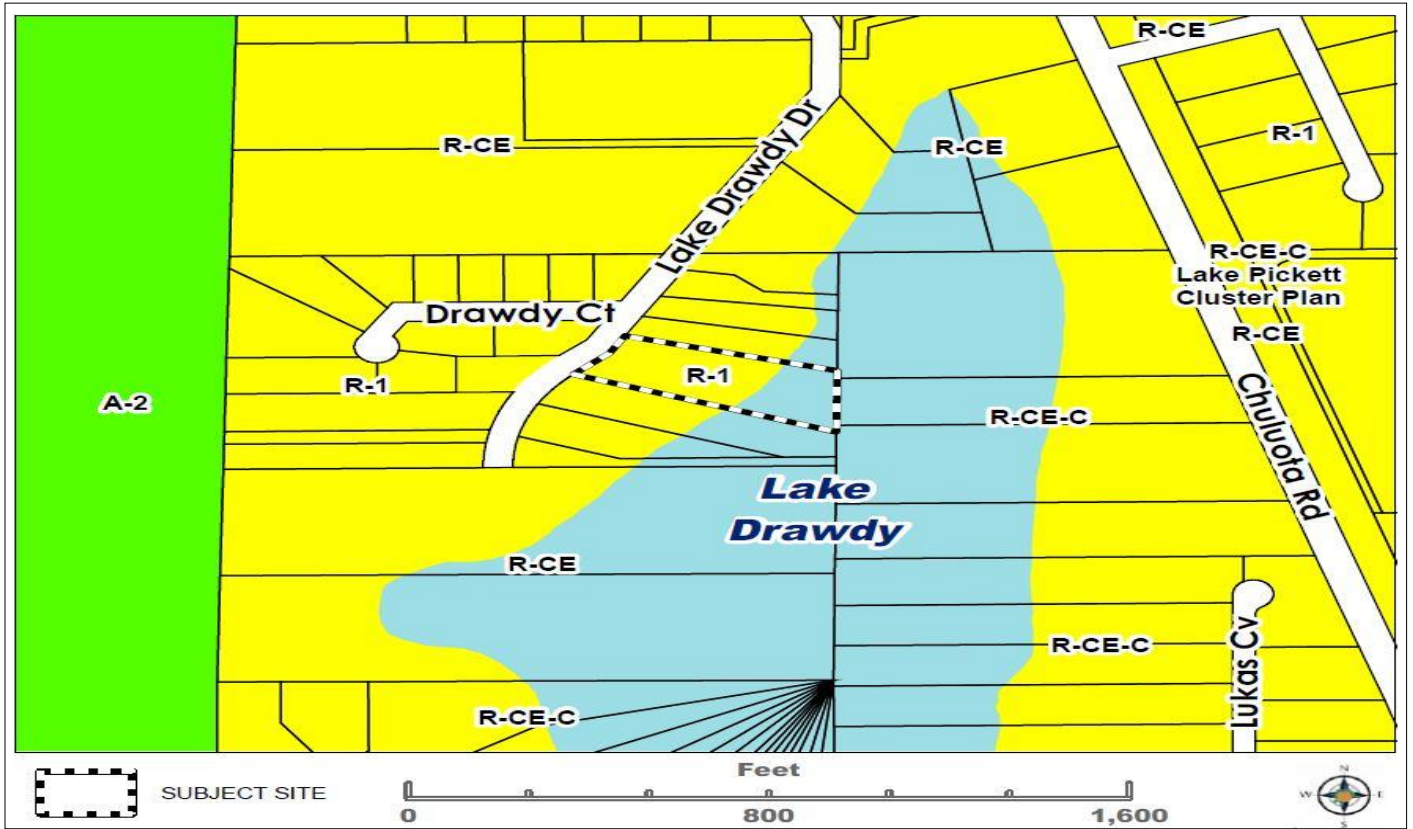 R-CE
Lake Drawdy Dr
R-CE
R-CE
R-1
R-CE-C
Lake Pickett
Cluster Plan
R-CE
Drawdy Ct
R-1
R-1
A-2
R-CE-C
Chuluota Rd
Lake
Drawdy
R-CE
R-CE-C
Lukas Cv
R-CE-C
SUBJECT SITE
Feet
0 800 1,600
N
W E
S